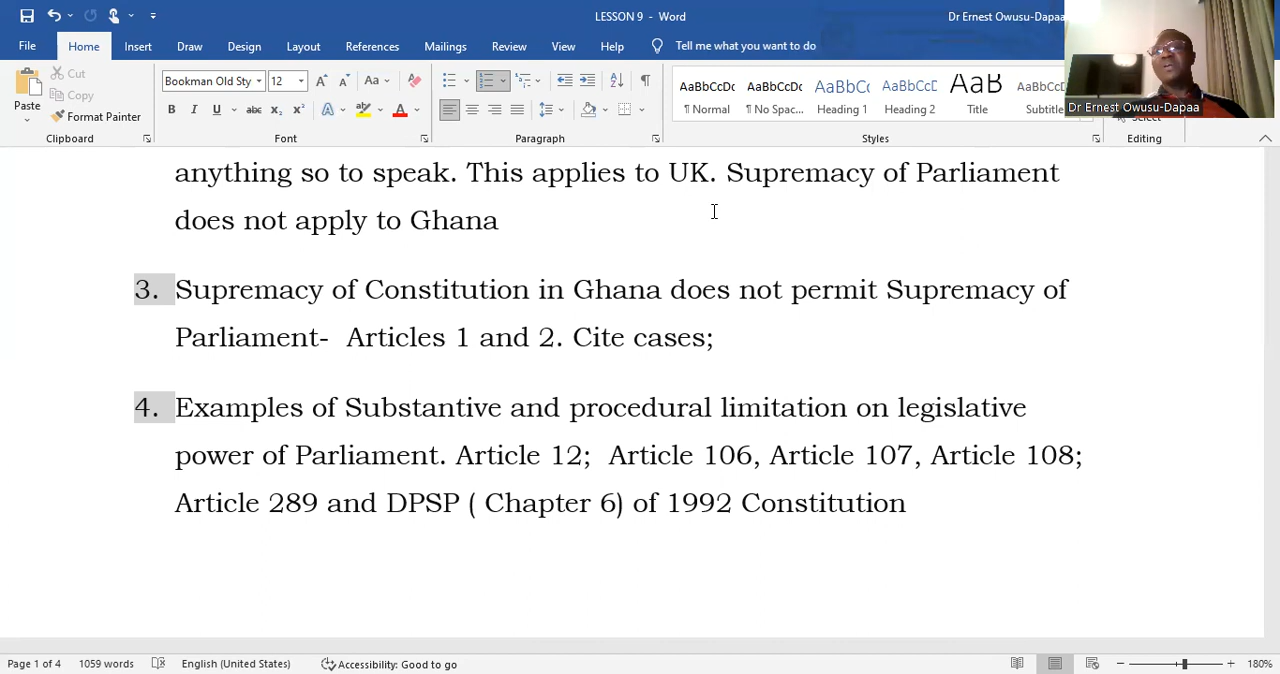 LESSON 9 - Word
Dr Ernest Owusu-Dapaa
File Home Insert Draw Design Layout References Mailings Review View Help Tell me what you want to do
Paste
Cut
Copy
Format Painter
Clipboard
Bookman Old Sty 12
Font
Paragraph
AaBbCcDc AaBbCcDc AaBbC AaBbCcD AaB AaBbCcD
¶ Normal ¶ No Spac... Heading 1 Heading 2 Title Subtitle
Styles
Editing
Dr Ernest Owusu-Dapaa
anything so to speak. This applies to UK. Supremacy of Parliament
does not apply to Ghana
3. Supremacy of Constitution in Ghana does not permit Supremacy of
Parliament- Articles 1 and 2. Cite cases;
4. Examples of Substantive and procedural limitation on legislative
power of Parliament. Article 12; Article 106, Article 107, Article 108;
Article 289 and DPSP ( Chapter 6) of 1992 Constitution
Page 1 of 4 1059 words English (United States) Accessibility: Good to go 180%